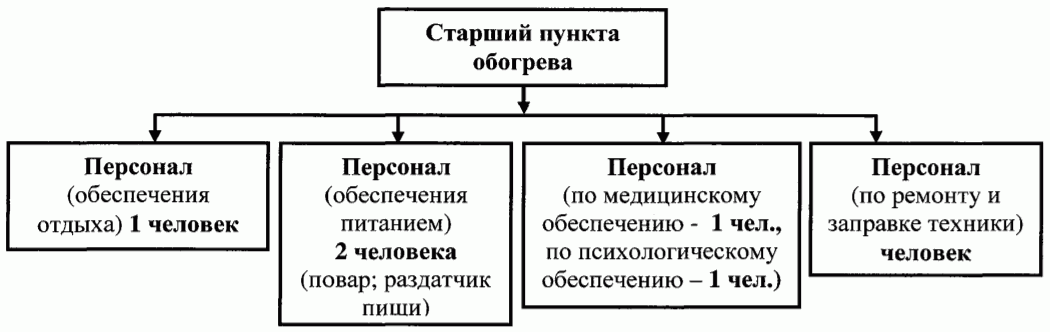 Старший пункта
обогрева
Персонал
(обеспечения
отдыха) 1 человек
Персонал
(обеспечения
питанием)
2 человека
(повар; раздатчик
пищи)
Персонал
(по медицинскому
обеспечению - 1 чел.,
по психологическому
обеспечению – 1 чел.)
Персонал
(по ремонту и
заправке техники)
человек